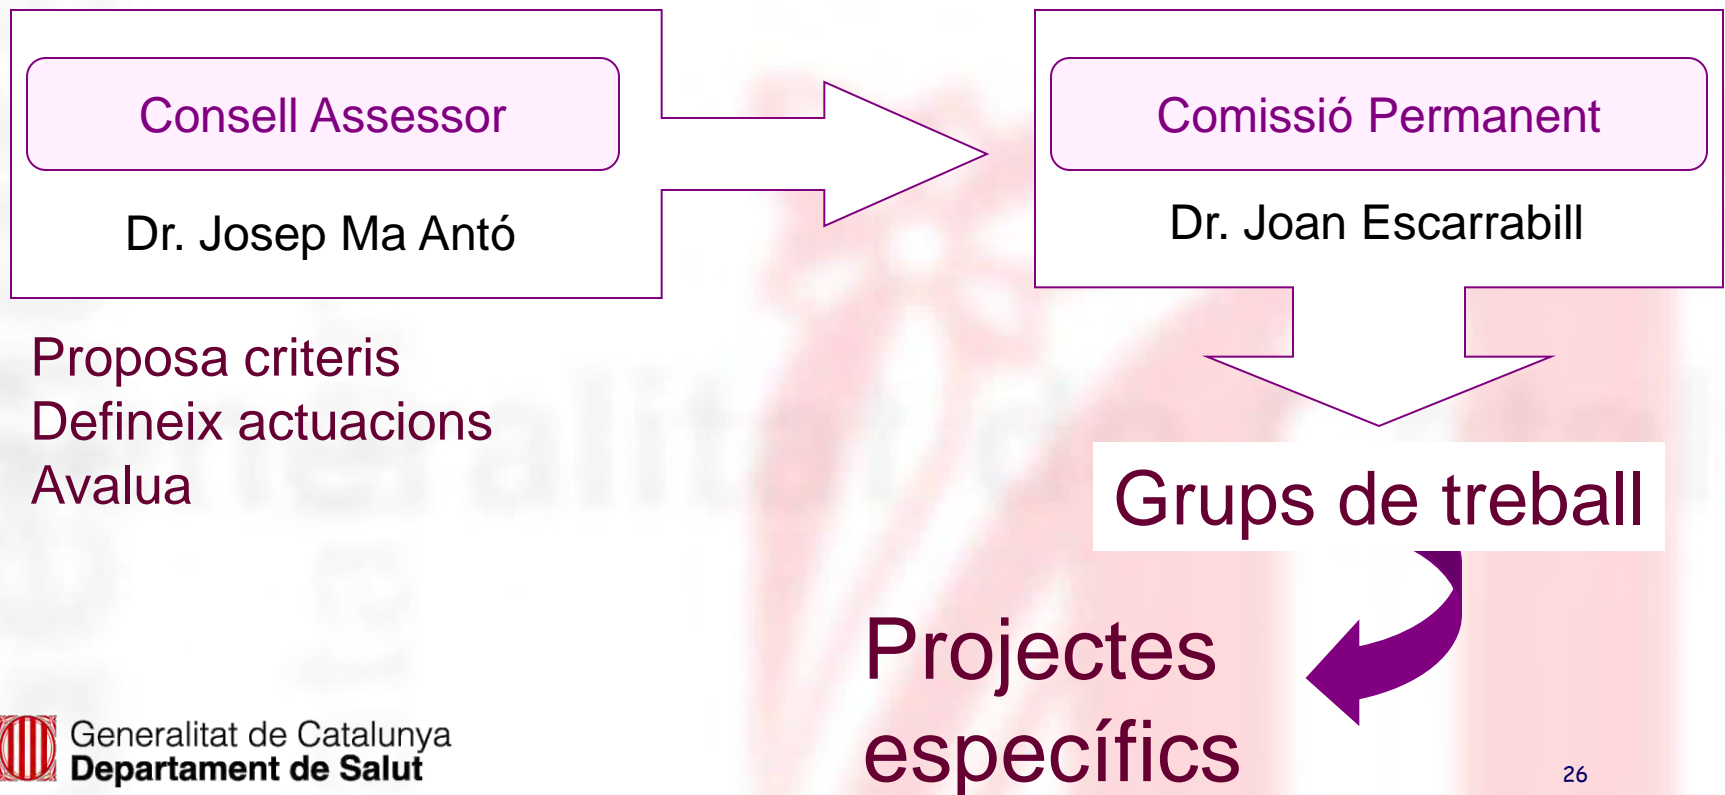 Consell Assessor
Dr. Josep Ma Antó
Proposa criteris
Defineix actuacions
Avalua
Comissió Permanent
Dr. Joan Escarrabill
Grups de treball
Projectes
específics
Generalitat de Catalunya
Departament de Salut
26